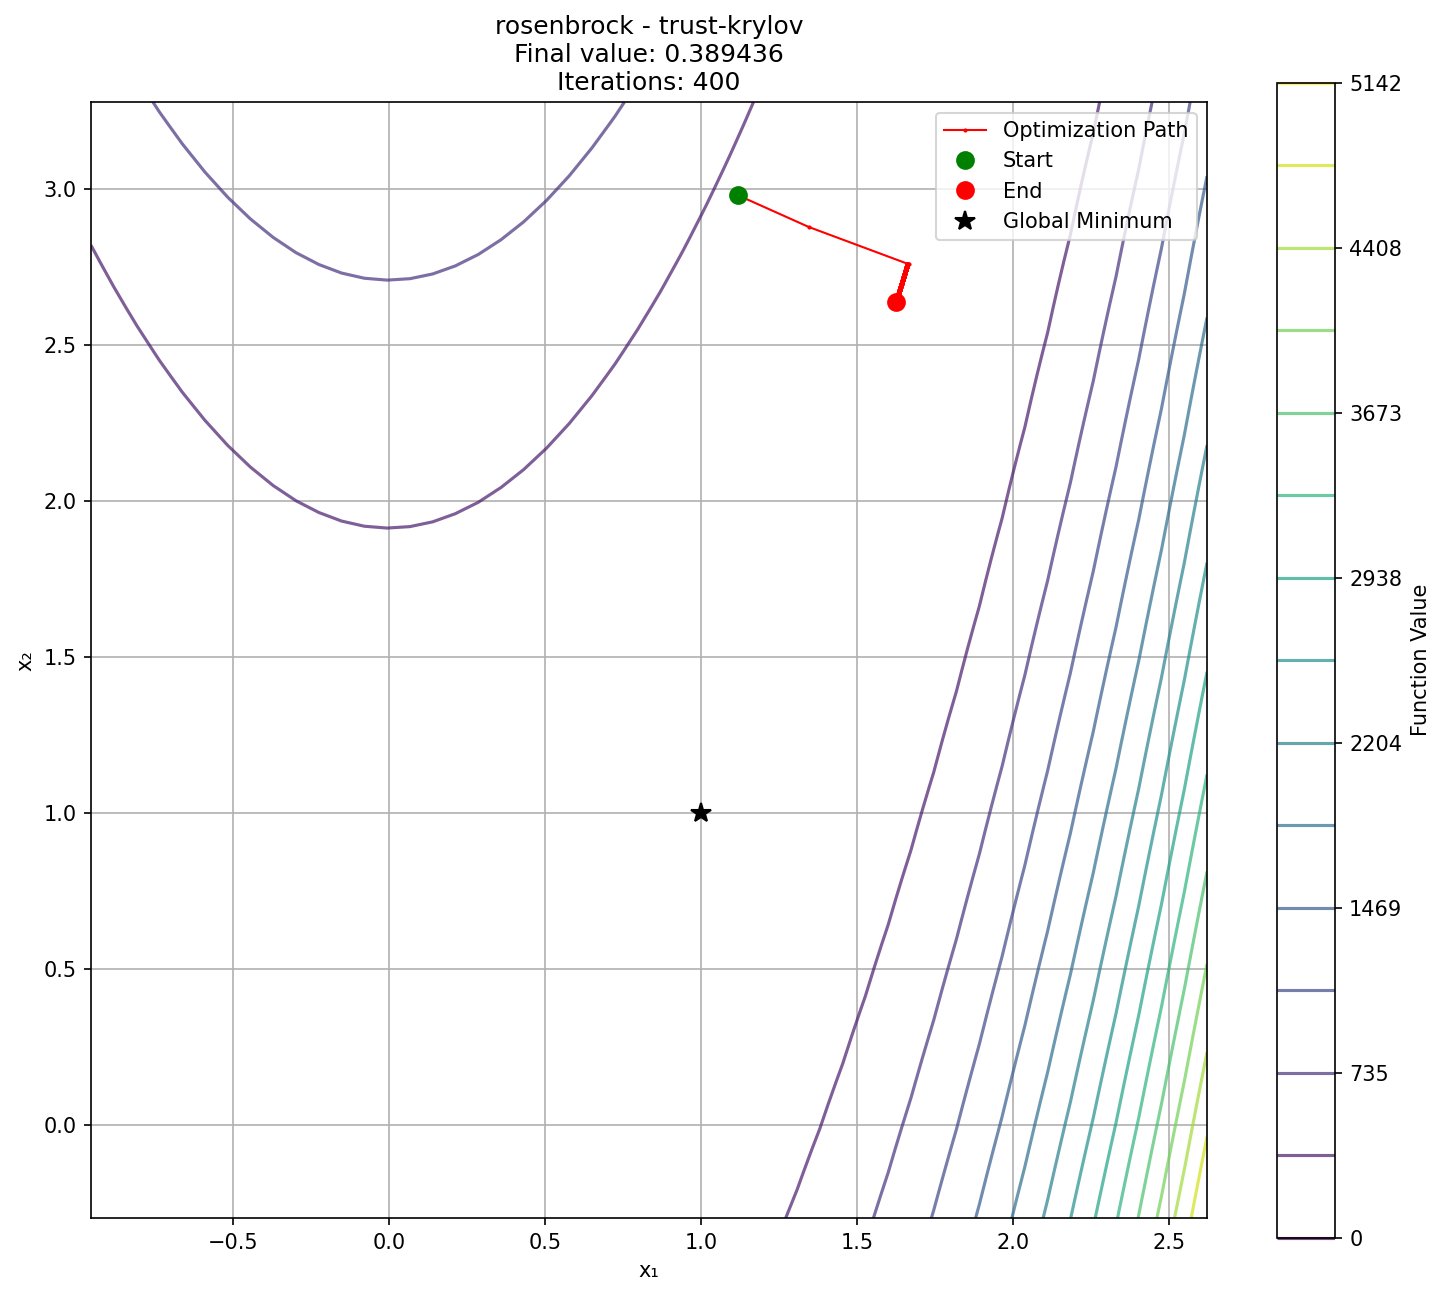 rosenbrock - trust-krylov
Final value: 0.389436
Iterations: 400
Optimization Path
Start
End
Global Minimum
3.0
2.5
2.0
1.5
1.0
0.5
0.0
x₂
−0.5
0.0
0.5
1.0
1.5
2.0
2.5
x₁
5142
4408
3673
2938
2204
1469
735
0
Function Value